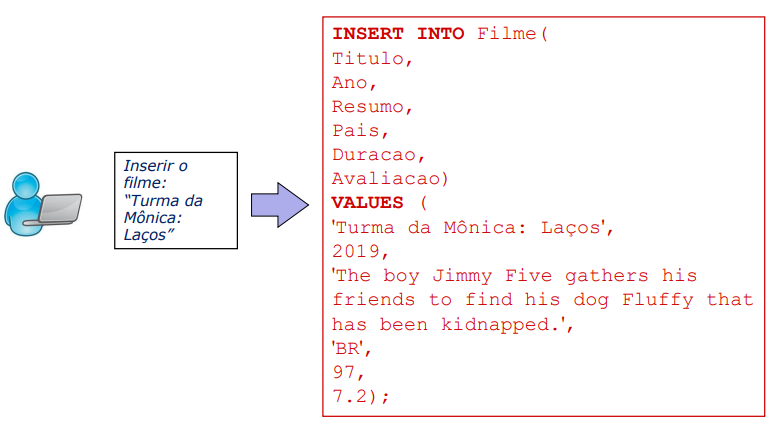 Inserir o
filme:
“Turma da
Mônica:
Laços”
INSERT INTO Filme(
Titulo,
Ano,
Resumo,
Pais,
Duracao,
Avaliacao)
VALUES (
'Turma da Mônica: Laços',
2019,
'The boy Jimmy Five gathers his
friends to find his dog Fluffy that
has been kidnapped.',
'BR',
97,
7.2);